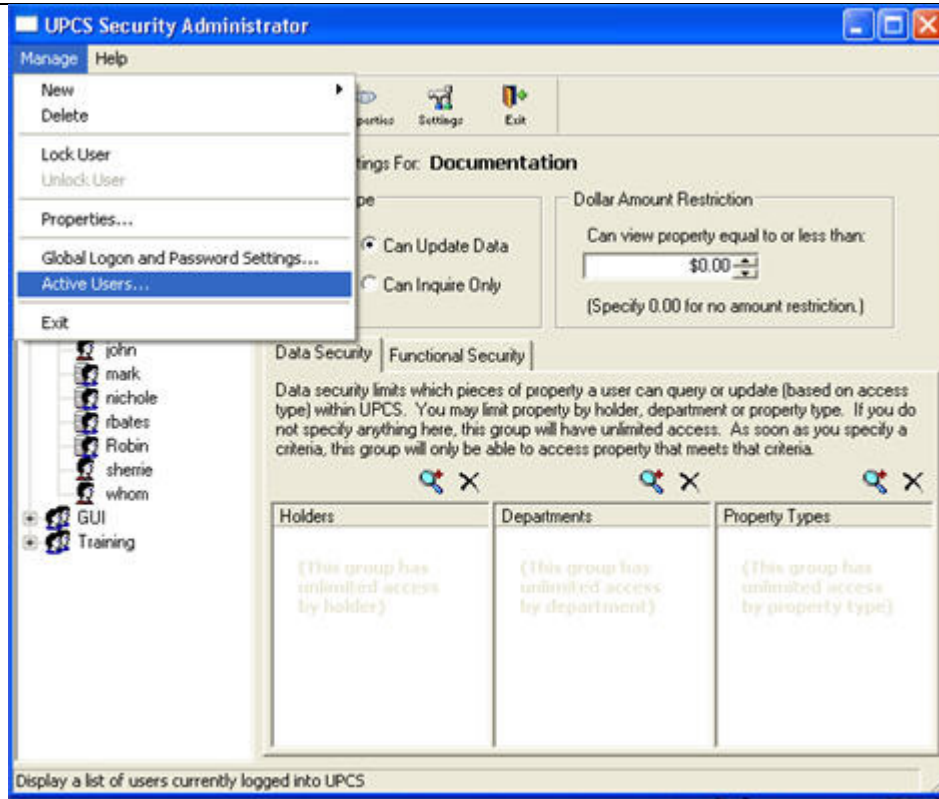 UPCS Security Administrator
Manage Help
New
Delete
Lock User
Unlock User
Properties...
Global Logon and Password Settings...
Active Users...
Exit
Settings
Exit
For: Documentation
Can Update Data
Can Inquire Only
Dollar Amount Restriction
Can view property equal to or less than:
$0.00
(Specify 0.00 for no amount restriction.)
john
mark
nichole
rbates
Robin
sherrie
whom
GUI
Training
Data Security Functional Security
Data security limits which pieces of property a user can query or update (based on access
type) within UPCS. You may limit property by holder, department or property type. If you do
not specify anything here, this group will have unlimited access. As soon as you specify a
criteria, this group will only be able to access property that meets that criteria.
Holders Departments Property Types
(This group has unlimited access by holder)
(This group has unlimited access by department)
(This group has unlimited access by property type)
Display a list of users currently logged into UPCS